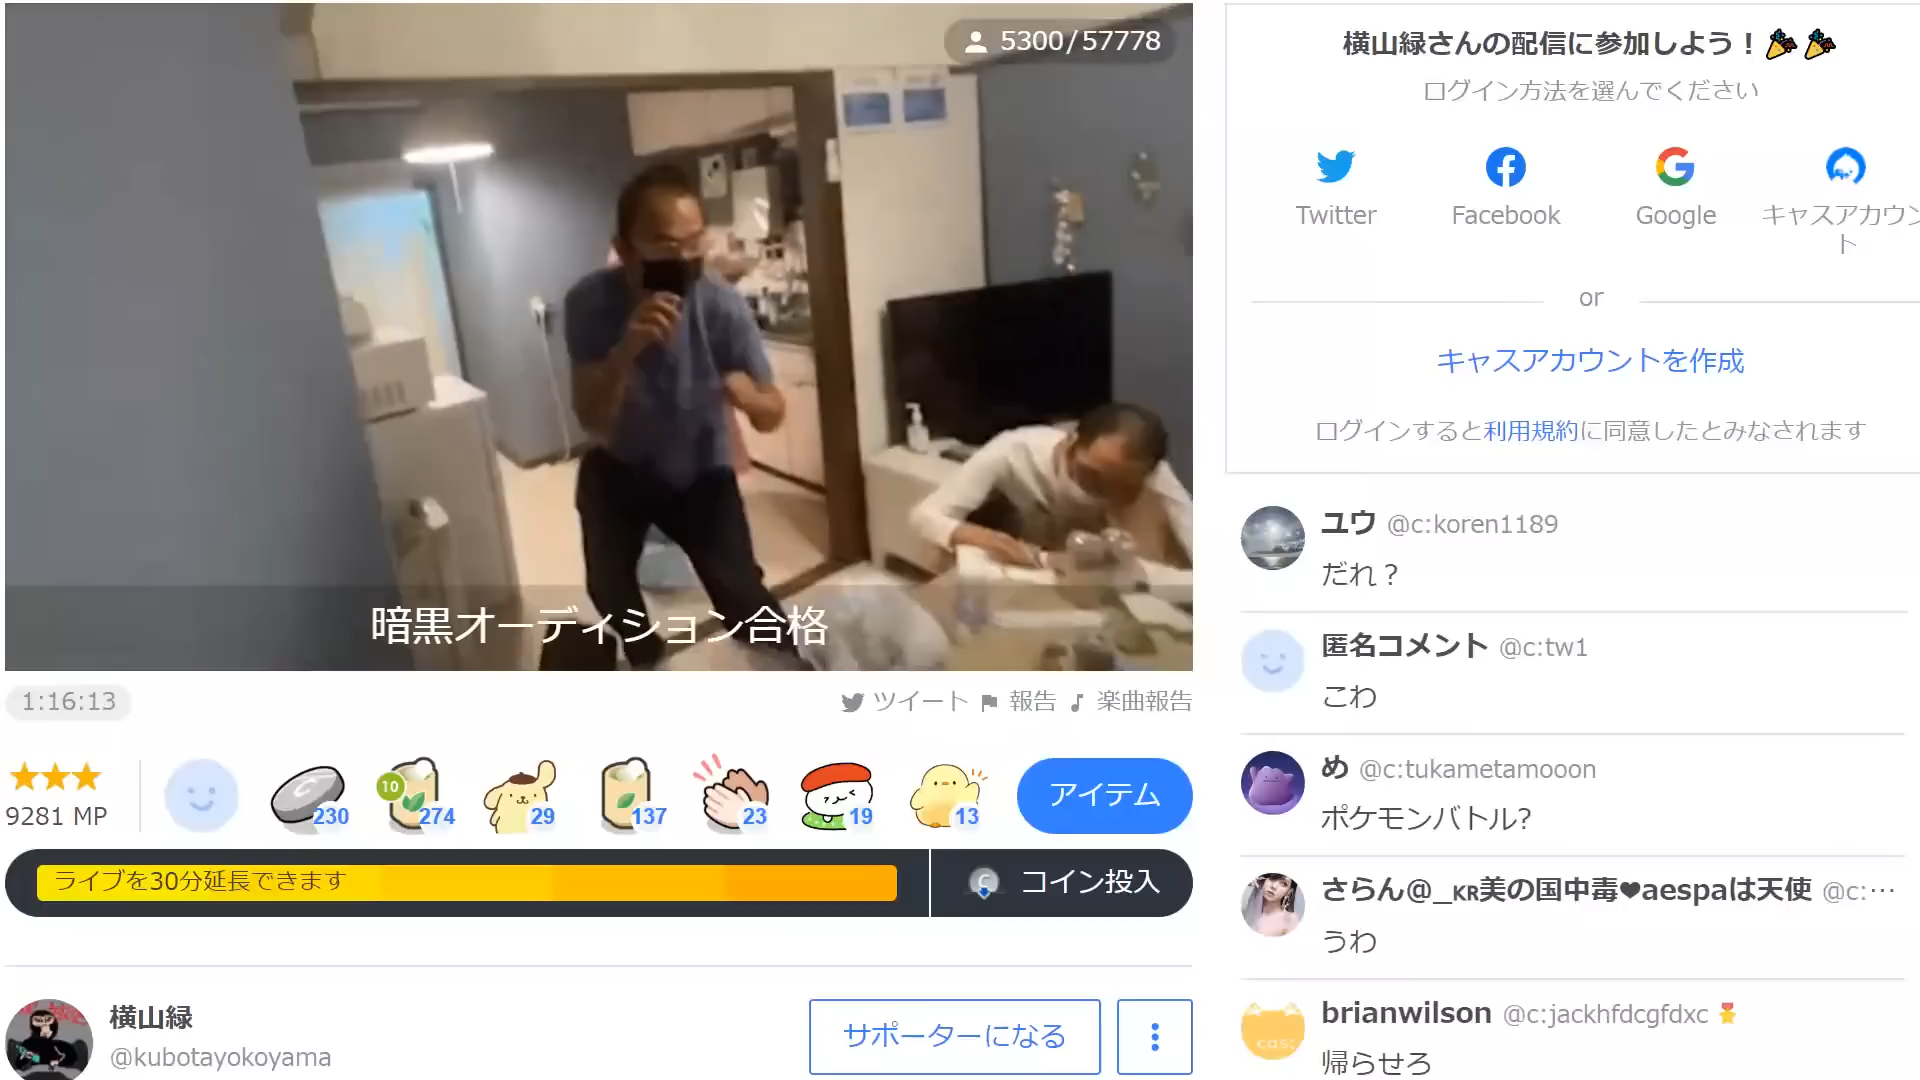 5300/57778
暗黒オーディション合格
1:16:13
ツイート 報告 楽曲報告
9281 MP
230
10
274
29
137
23
19
13
アイテム
ライブを30分延長できます
C
コイン投入
横山緑
@kubotayokoyama
サポーターになる
横山緑さんの配信に参加しよう!
ログイン方法を選んでください
Twitter
Facebook
Google
キャスアカウン
ト
or
キャスアカウントを作成
ログインすると利用規約に同意したとみなされます
ユウ @c:koren1189
だれ?
匿名コメント @c:tw1
こわ
め @c:tukametamooon
ポケモンバトル?
さらん@_ᴋʀ美の国中毒❤aespaは天使 @c:…
うわ
brianwilson @c:jackhfdcgfdxc
cas:
帰らせろ